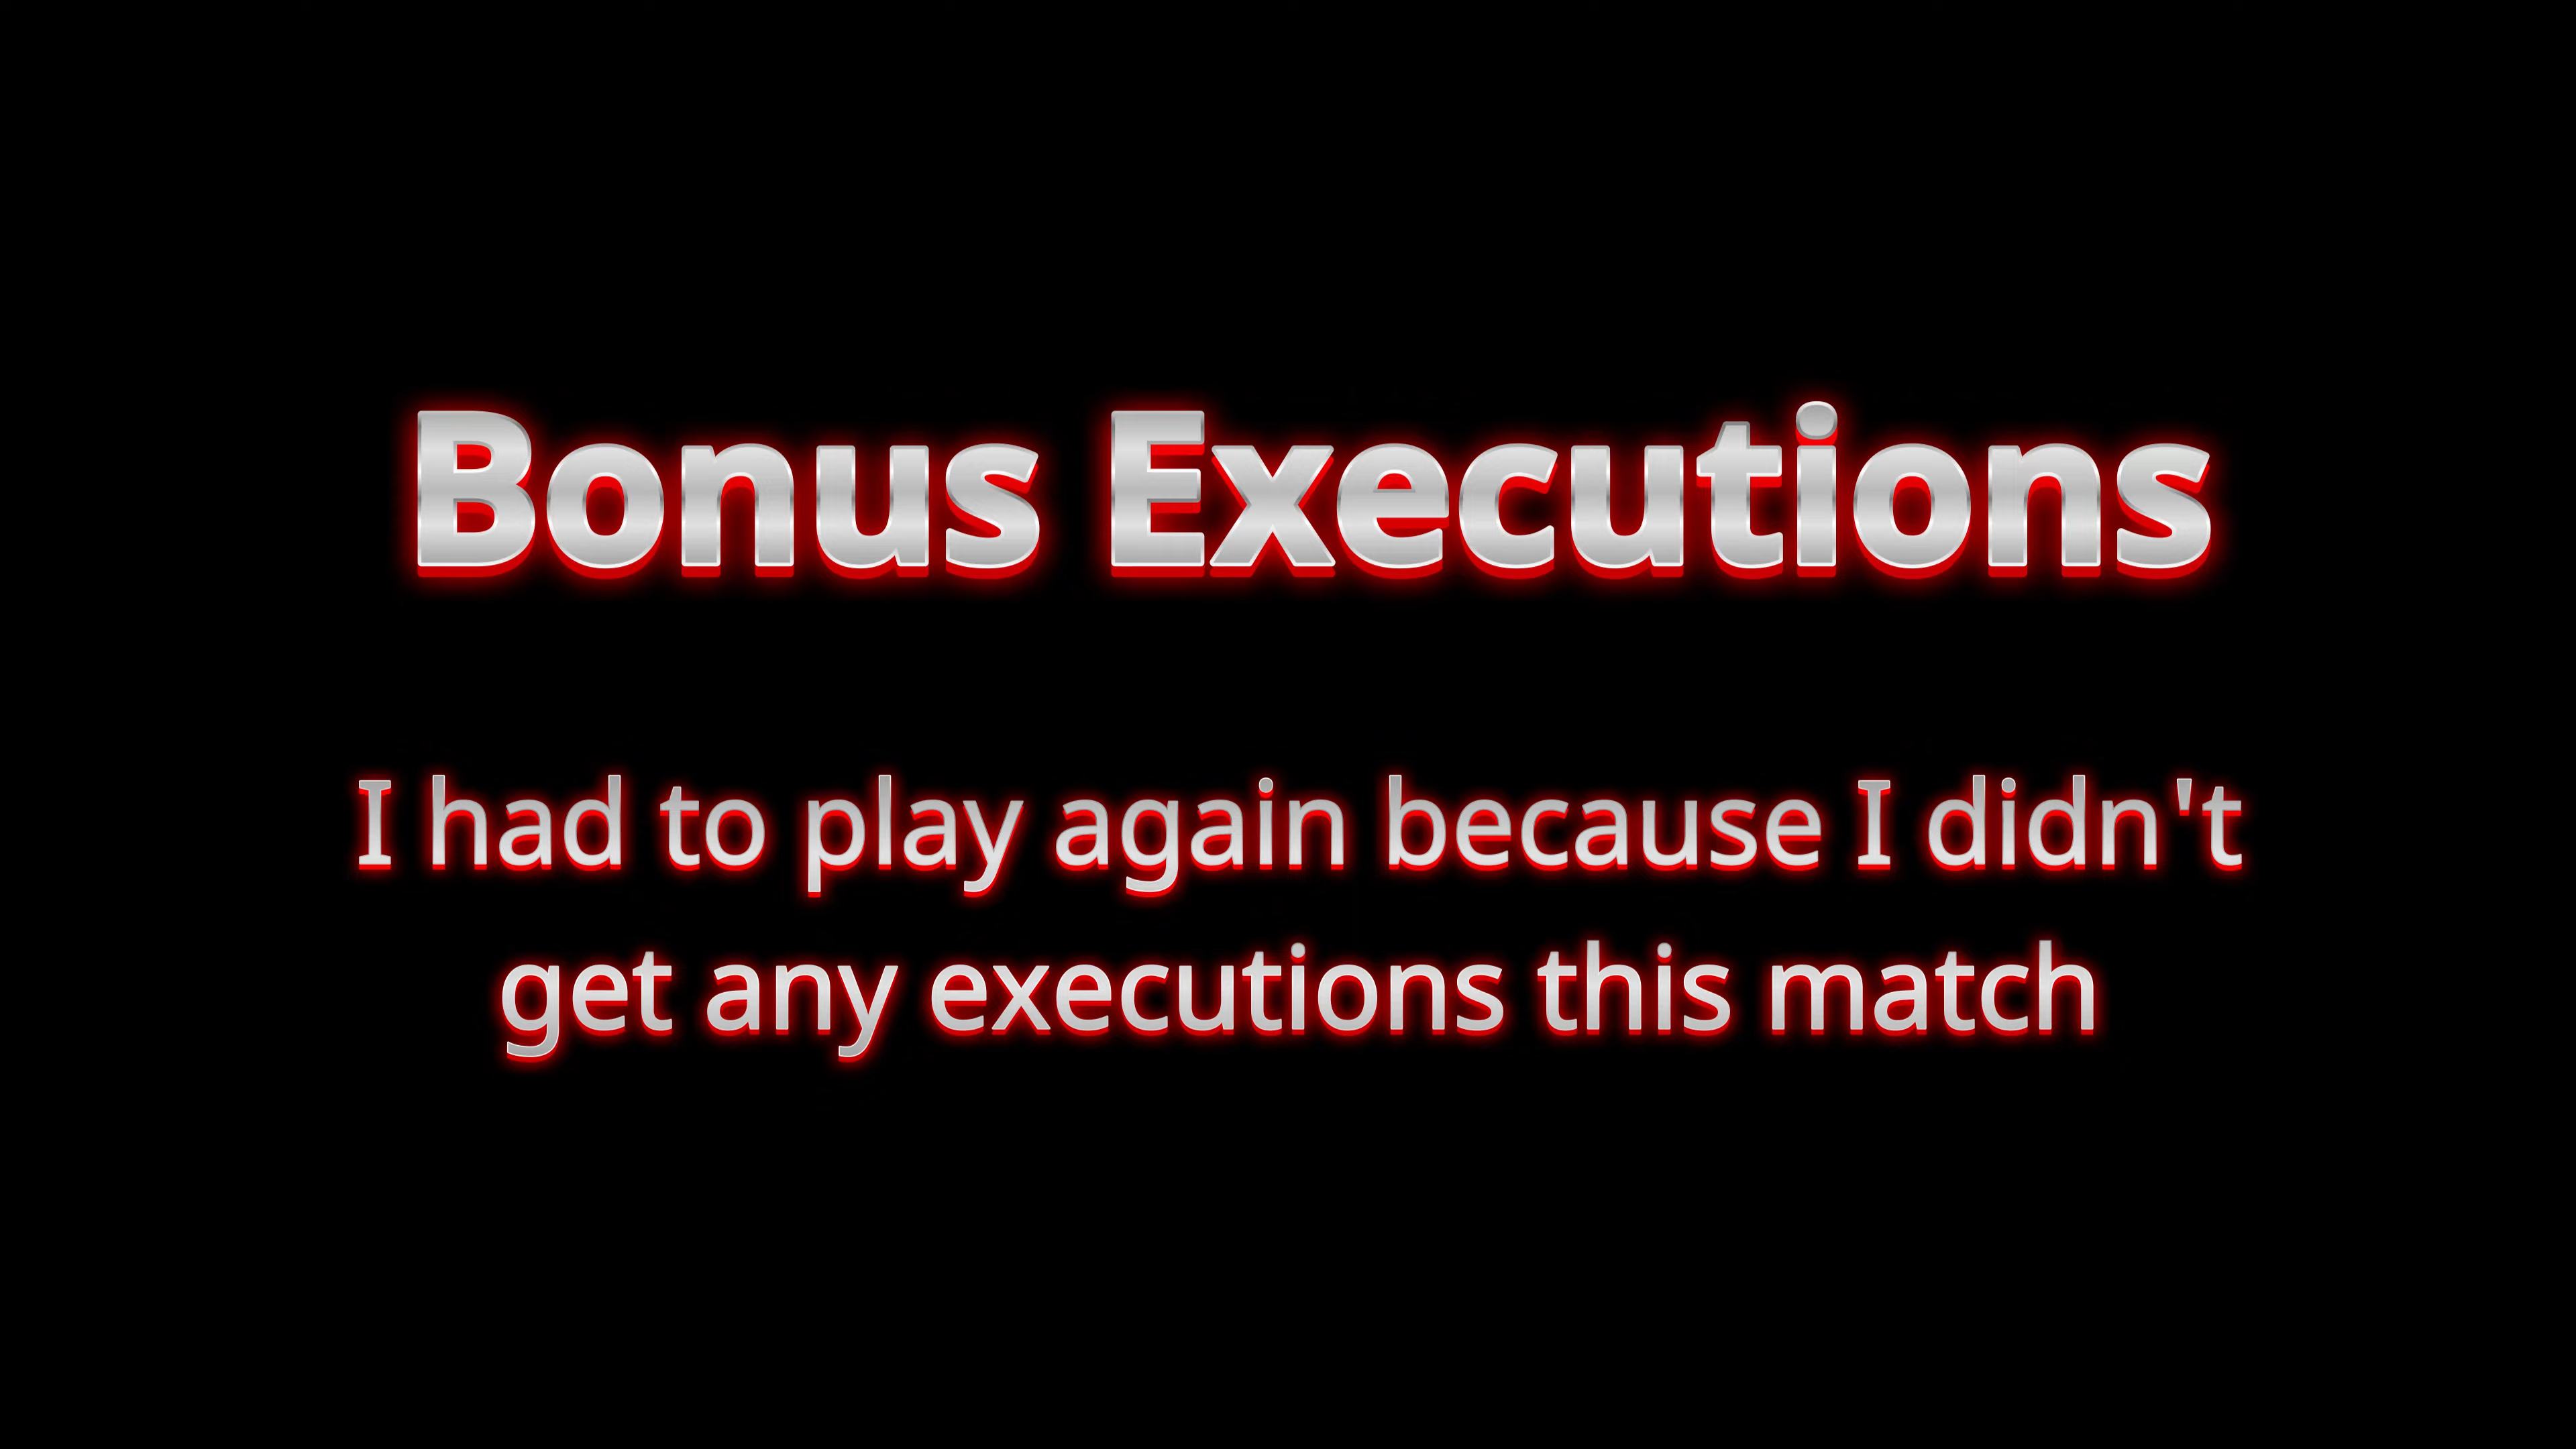 Bonus Executions
I had to play again because I didn't
get any executions this match